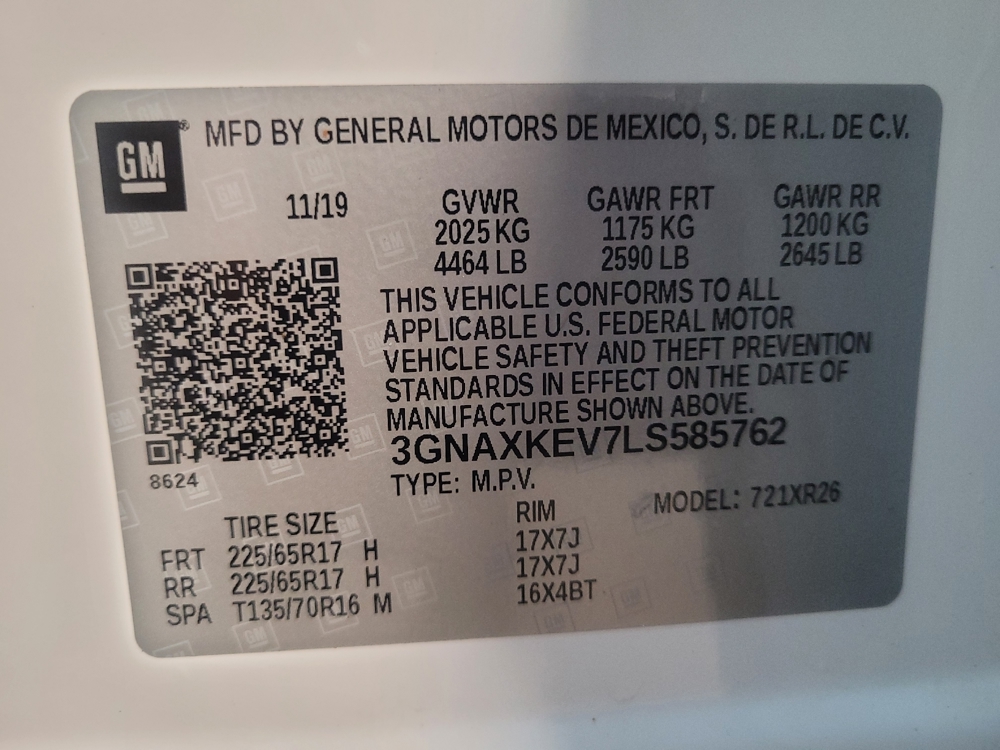 GM® MFD BY GENERAL MOTORS DE MEXICO, S. DE R.L. DE C.V.
11/19 GVWR GAWR FRT GAWR RR
2025 KG 1175 KG 1200 KG
4464 LB 2590 LB 2645 LB
THIS VEHICLE CONFORMS TO ALL
APPLICABLE U.S. FEDERAL MOTOR
VEHICLE SAFETY AND THEFT PREVENTION
STANDARDS IN EFFECT ON THE DATE OF
MANUFACTURE SHOWN ABOVE.
3GNAXKEV7LS585762
8624
TYPE: M.P.V. MODEL: 721XR26
TIRE SIZE RIM
FRT 225/65R17 H 17X7J
RR 225/65R17 H 17X7J
SPA T135/70R16 M 16X4BT